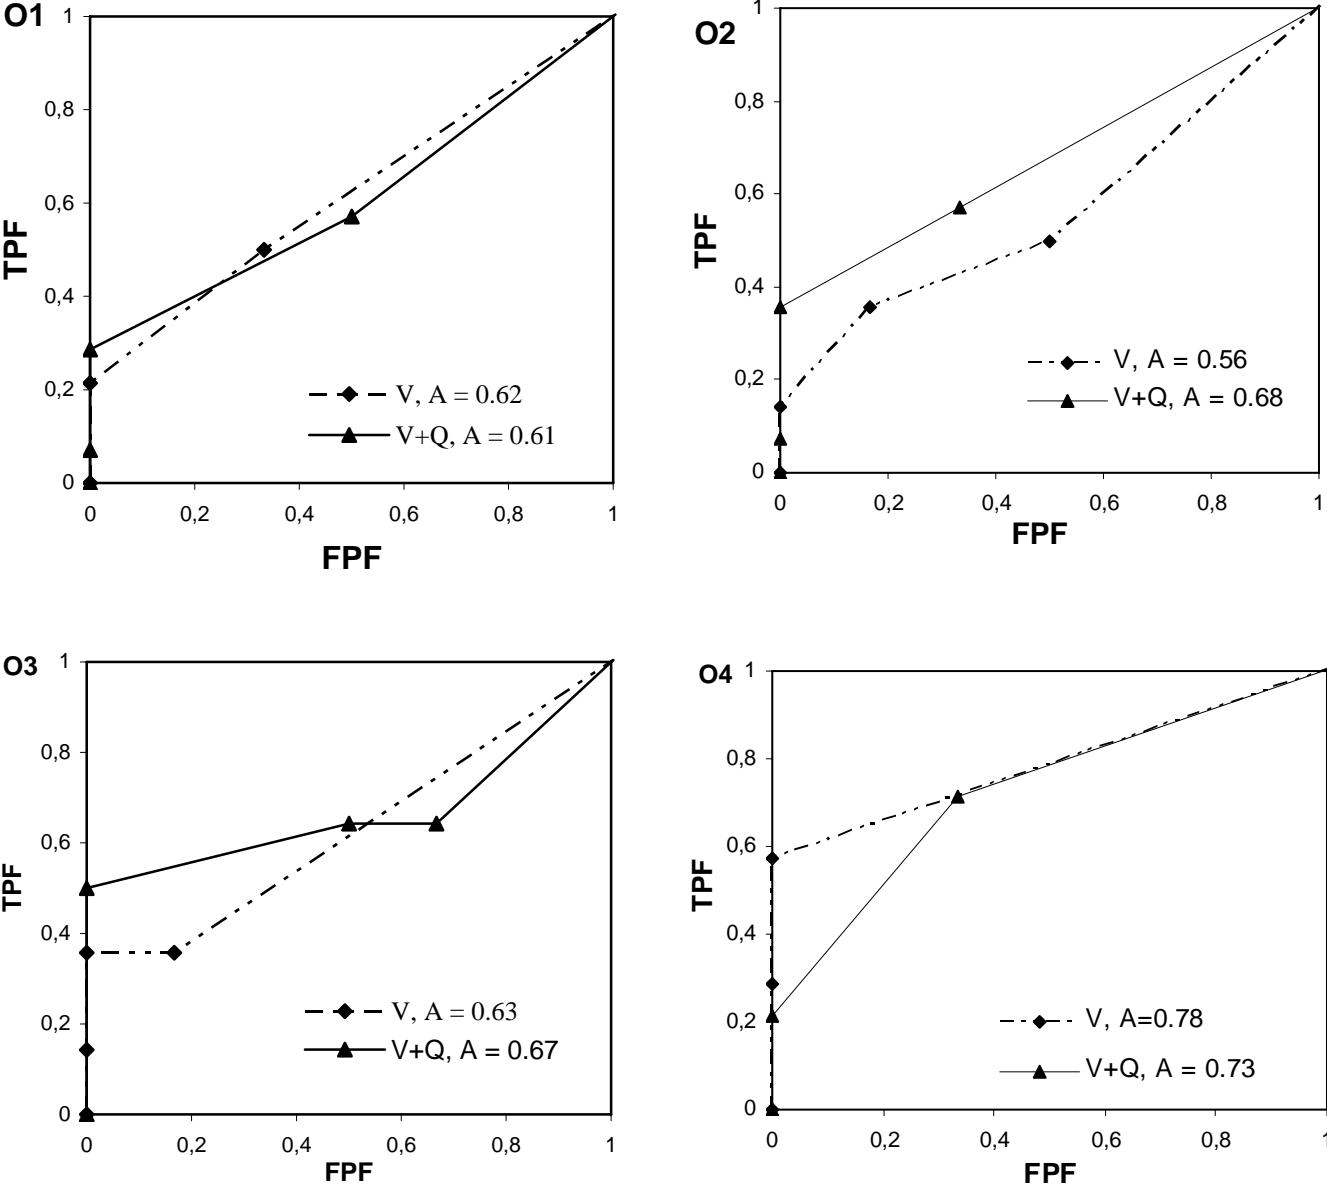 O1
1
0,8
0,6
0,4
0,2
0
TPF
V, A = 0.62
V+Q, A = 0.61
0 0,2 0,4 0,6 0,8 1
FPF
O2
1
0,8
0,6
0,4
0,2
0
TPF
V, A = 0.56
V+Q, A = 0.68
0 0,2 0,4 0,6 0,8 1
FPF
O3
1
0,8
0,6
0,4
0,2
0
TPF
V, A = 0.63
V+Q, A = 0.67
0 0,2 0,4 0,6 0,8 1
FPF
O4
1
0,8
0,6
0,4
0,2
0
TPF
V, A=0.78
V+Q, A = 0.73
0 0,2 0,4 0,6 0,8 1
FPF